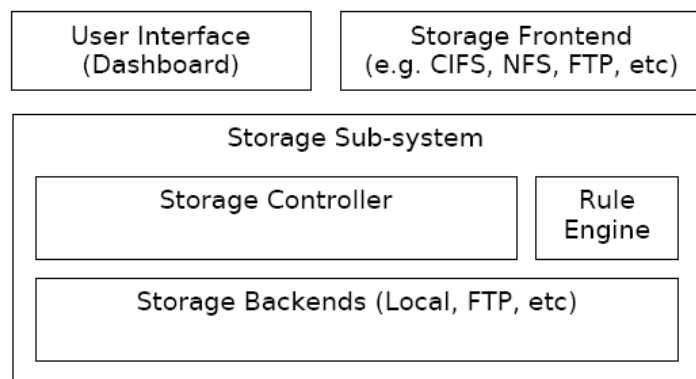 User Interface
(Dashboard)
Storage Frontend
(e.g. CIFS, NFS, FTP, etc)
Storage Sub-system
Storage Controller
Rule
Engine
Storage Backends (Local, FTP, etc)